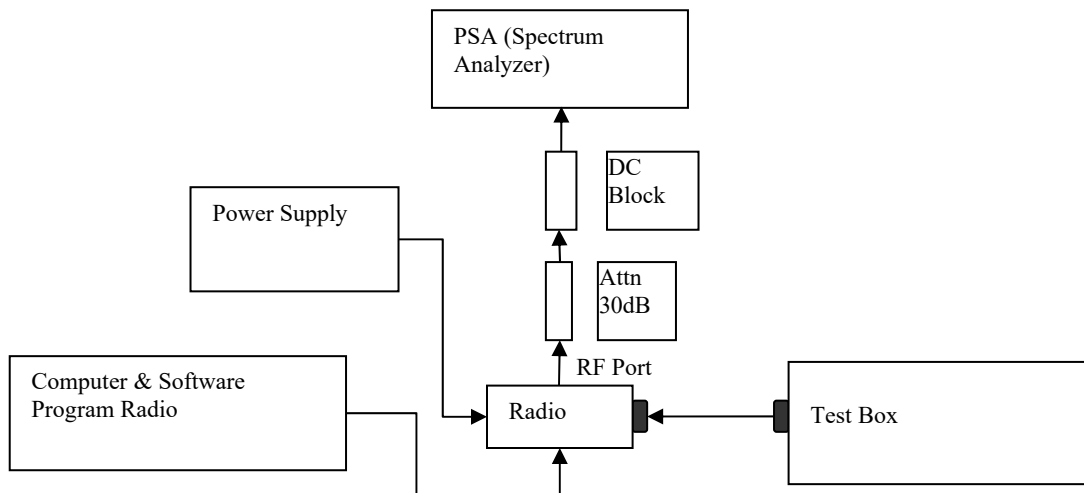 PSA (Spectrum
Analyzer)
DC
Block
Power Supply
Attn
30dB
RF Port
Computer & Software
Program Radio
Radio
Test Box